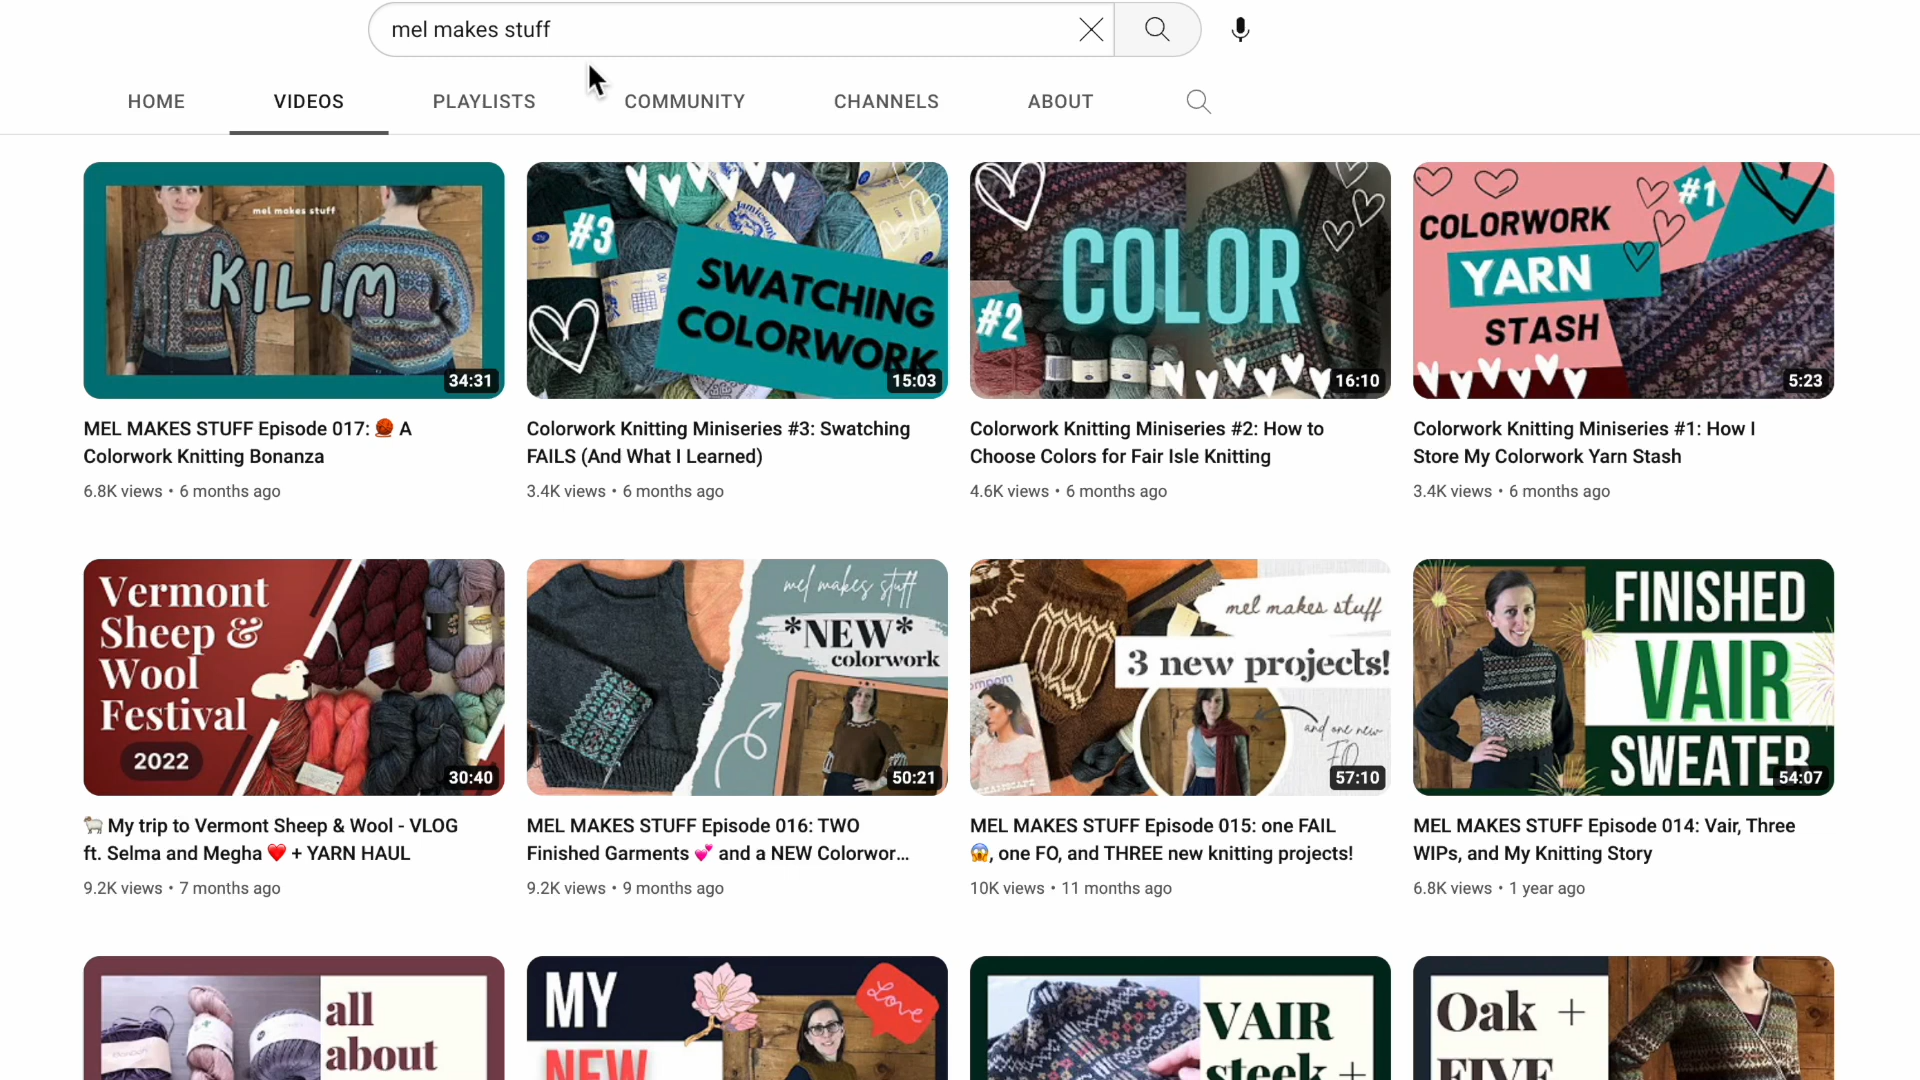 mel makes stuff
HOME VIDEOS PLAYLISTS COMMUNITY CHANNELS ABOUT
mel makes stuff
KILIM
34:31
#3
Jamieson's
SWATCHING
COLORWORK
15:03
COLOR
#2
16:10
#1
COLORWORK
YARN
STASH
5:23
MEL MAKES STUFF Episode 017: 🧶 A
Colorwork Knitting Bonanza
6.8K views • 6 months ago
Colorwork Knitting Miniseries #3: Swatching
FAILS (And What I Learned)
3.4K views • 6 months ago
Colorwork Knitting Miniseries #2: How to
Choose Colors for Fair Isle Knitting
4.6K views • 6 months ago
Colorwork Knitting Miniseries #1: How I
Store My Colorwork Yarn Stash
3.4K views • 6 months ago
Vermont
Sheep &
Wool
Festival
2022
30:40
mel makes stuff
*NEW*
colorwork
50:21
mel makes stuff
3 new projects!
and one new
FO
57:10
FINISHED
VAIR
SWEATER
54:07
🐑 My trip to Vermont Sheep & Wool - VLOG
ft. Selma and Megha ❤️ + YARN HAUL
9.2K views • 7 months ago
MEL MAKES STUFF Episode 016: TWO
Finished Garments 💕 and a NEW Colorwor...
9.2K views • 9 months ago
MEL MAKES STUFF Episode 015: one FAIL
😱, one FO, and THREE new knitting projects!
10K views • 11 months ago
MEL MAKES STUFF Episode 014: Vair, Three
WIPs, and My Knitting Story
6.8K views • 1 year ago
all
about
MY
NEW
Love
VAIR
steek +
Oak +
FIVE